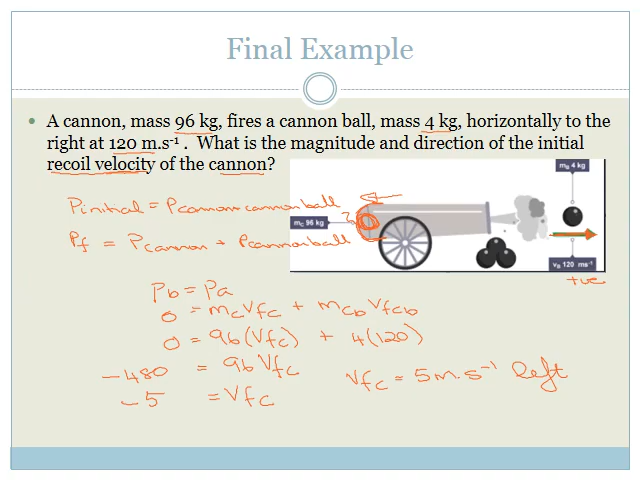 Final Example
• A cannon, mass 96 kg, fires a cannon ball, mass 4 kg, horizontally to the
right at 120 m.s⁻¹ . What is the magnitude and direction of the initial
recoil velocity of the cannon?
mB 4 kg
Pinitial = Pcannon+cannonball
mC 96 kg
?
Pf = Pcannon + Pcannonball
vB 120 ms⁻¹
+ve
Pb = Pa
0 = mcVfc + mcbVfcb
0 = 96(Vfc) + 4(120)
-480 = 96Vfc
Vfc = 5m.s⁻¹ left
-5 = Vfc